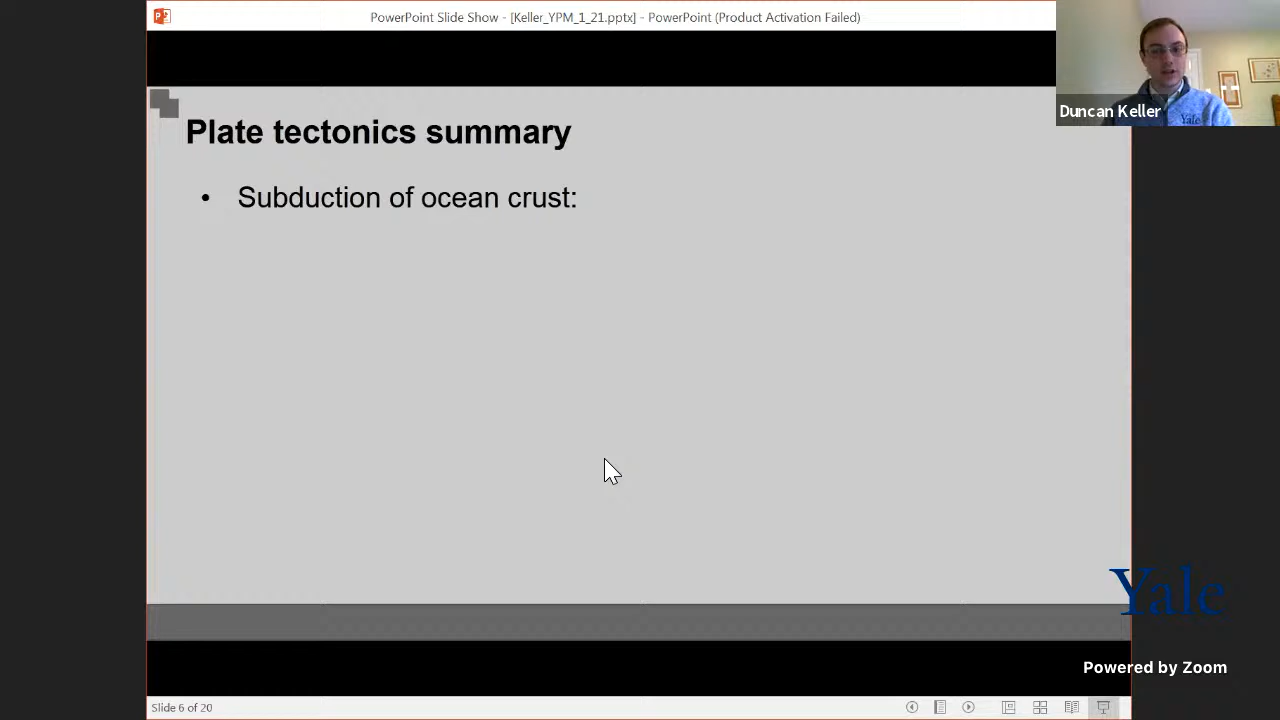 PowerPoint Slide Show - [Keller_YPM_1_21.pptx] - PowerPoint (Product Activation Failed)
Duncan Keller
Yale
Plate tectonics summary
• Subduction of ocean crust:
Yale
Powered by Zoom
Slide 6 of 20